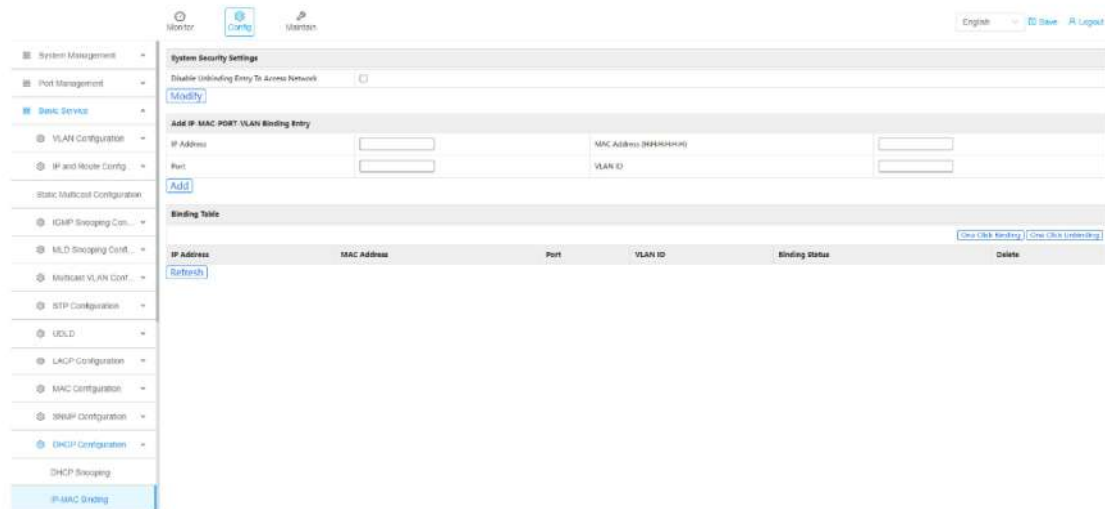 Monitor
Config
Maintain
English
Save
Logout
System Management
Port Management
Basic Service
VLAN Configuration
IP and Route Config...
Static Multicast Configuration
IGMP Snooping Con...
MLD Snooping Confi...
Multicast VLAN Conf...
STP Configuration
UDLD
LACP Configuration
MAC Configuration
SNMP Configuration
DHCP Configuration
DHCP Snooping
IP-MAC Binding
System Security Settings
Disable Unbinding Entry To Access Network
Modify
Add IP-MAC-PORT-VLAN Binding Entry
IP Address
MAC Address (H:H:H:H:H:H)
Port
VLAN ID
Add
Binding Table
One Click Binding One Click Unbinding
IP Address MAC Address Port VLAN ID Binding Status Delete
Refresh